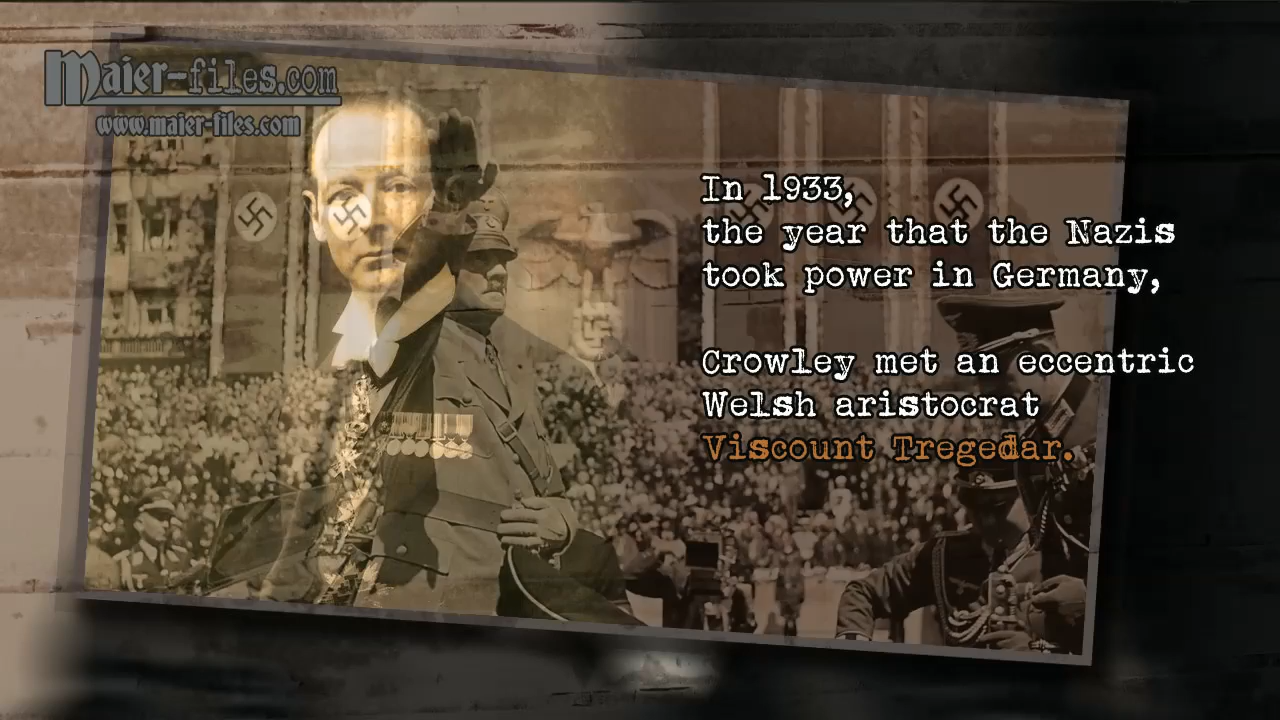 Maier-files.com
www.maier-files.com
In 1933,
the year that the Nazis
took power in Germany,
Crowley met an eccentric
Welsh aristocrat
Viscount Tregedar.